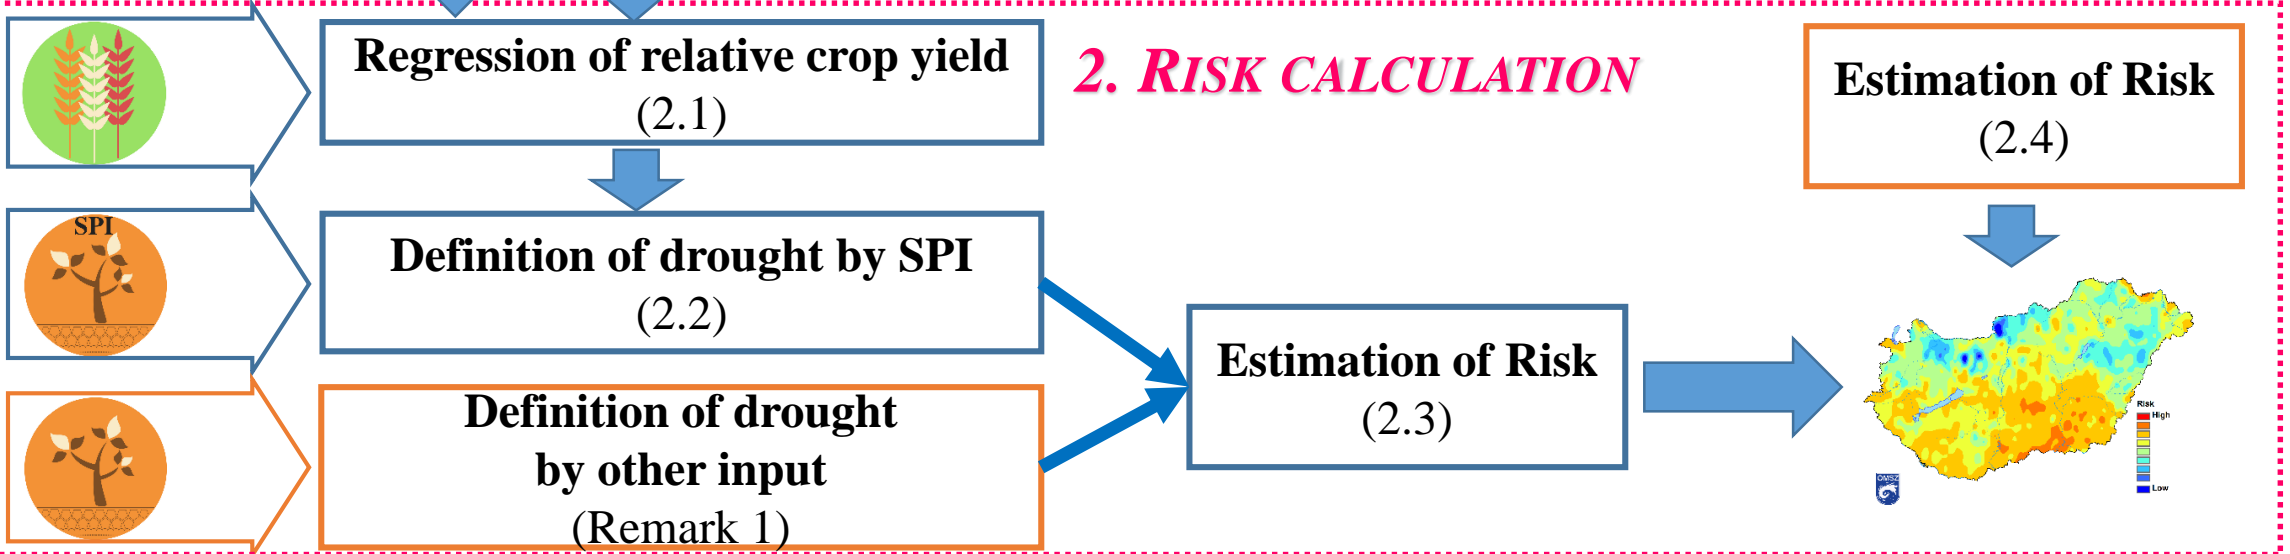 Regression of relative crop yield
(2.1)
2. RISK CALCULATION
Estimation of Risk
(2.4)
SPI
Definition of drought by SPI
(2.2)
Estimation of Risk
(2.3)
Definition of drought
by other input
(Remark 1)
Risk
High
Low
OMSZ